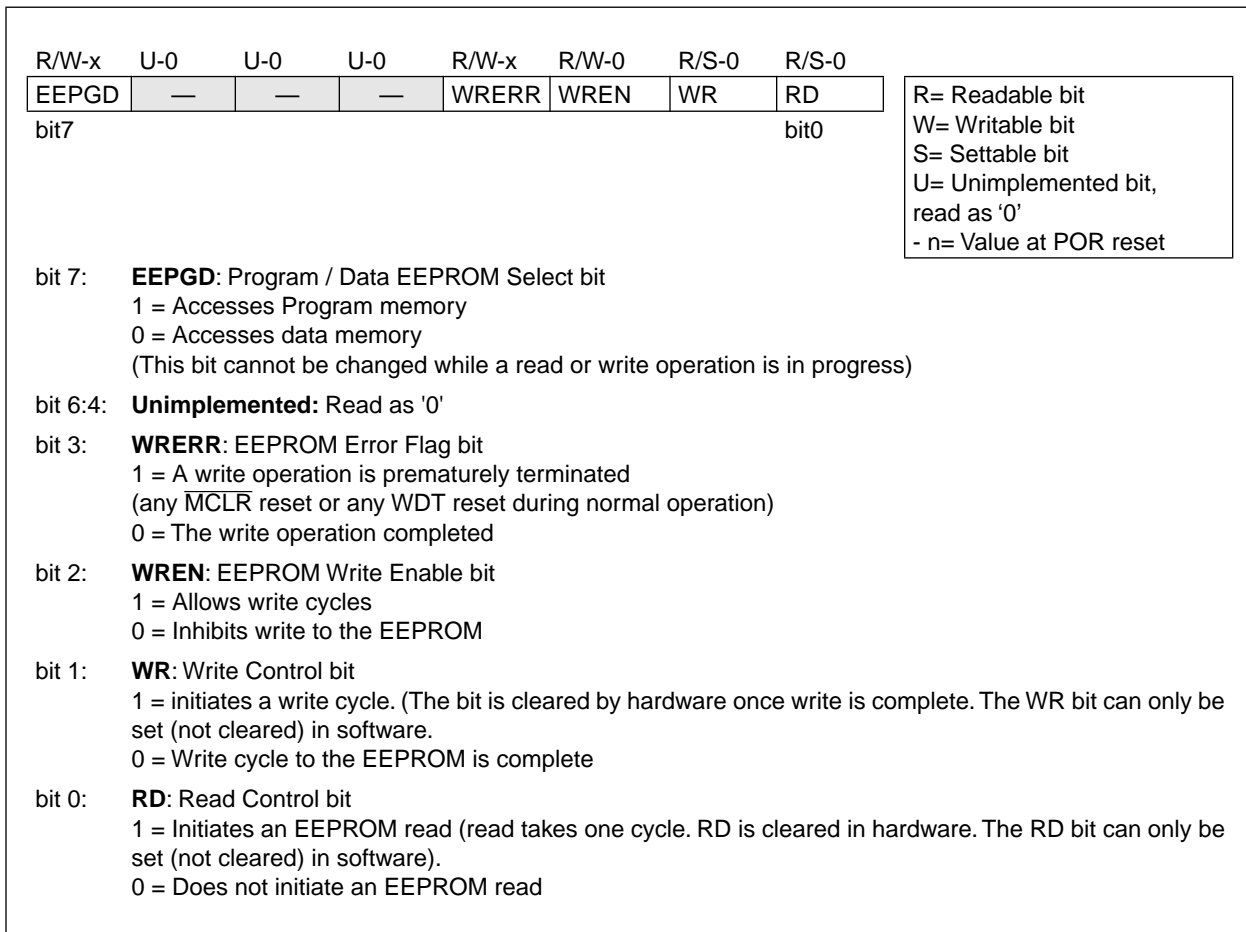 R/W-x U-0 U-0 U-0 R/W-x R/W-0 R/S-0 R/S-0
EEPGD — — — WRERR WREN WR RD
bit7 bit0
R= Readable bit
W= Writable bit
S= Settable bit
U= Unimplemented bit,
read as ‘0’
- n= Value at POR reset
bit 7: EEPGD: Program / Data EEPROM Select bit
1 = Accesses Program memory
0 = Accesses data memory
(This bit cannot be changed while a read or write operation is in progress)
bit 6:4: Unimplemented: Read as '0'
bit 3: WRERR: EEPROM Error Flag bit
1 = A write operation is prematurely terminated
(any MCLR reset or any WDT reset during normal operation)
0 = The write operation completed
bit 2: WREN: EEPROM Write Enable bit
1 = Allows write cycles
0 = Inhibits write to the EEPROM
bit 1: WR: Write Control bit
1 = initiates a write cycle. (The bit is cleared by hardware once write is complete. The WR bit can only be
set (not cleared) in software.
0 = Write cycle to the EEPROM is complete
bit 0: RD: Read Control bit
1 = Initiates an EEPROM read (read takes one cycle. RD is cleared in hardware. The RD bit can only be
set (not cleared) in software).
0 = Does not initiate an EEPROM read